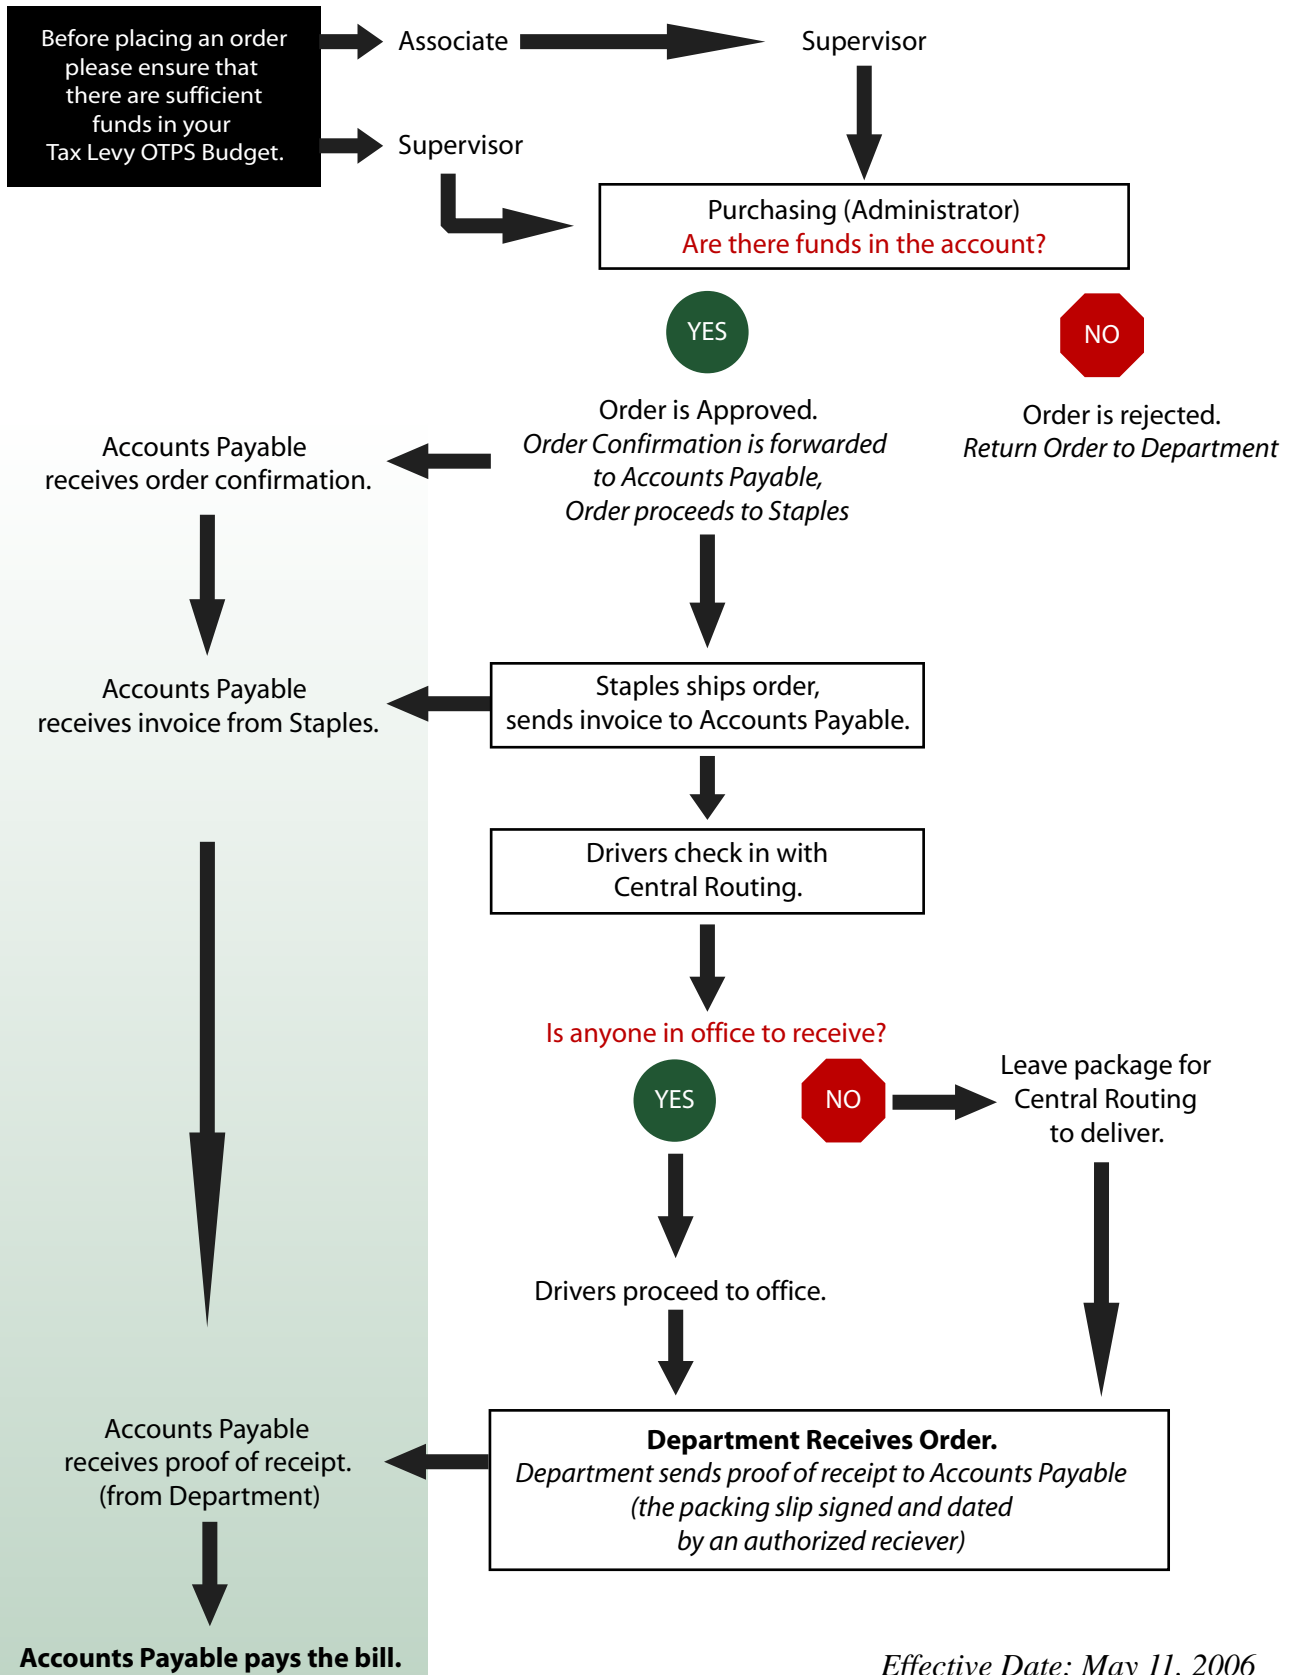 Before placing an order
please ensure that
there are sufficient
funds in your
Tax Levy OTPS Budget.
Associate
Supervisor
Supervisor
Purchasing (Administrator)
Are there funds in the account?
YES
NO
Order is Approved.
Order Confirmation is forwarded
to Accounts Payable,
Order proceeds to Staples
Order is rejected.
Return Order to Department
Accounts Payable
receives order confirmation.
Accounts Payable
receives invoice from Staples.
Staples ships order,
sends invoice to Accounts Payable.
Drivers check in with
Central Routing.
Is anyone in office to receive?
YES
NO
Leave package for
Central Routing
to deliver.
Drivers proceed to office.
Accounts Payable
receives proof of receipt.
(from Department)
Department Receives Order.
Department sends proof of receipt to Accounts Payable
(the packing slip signed and dated
by an authorized reciever)
Accounts Payable pays the bill.
Effective Date: May 11, 2006